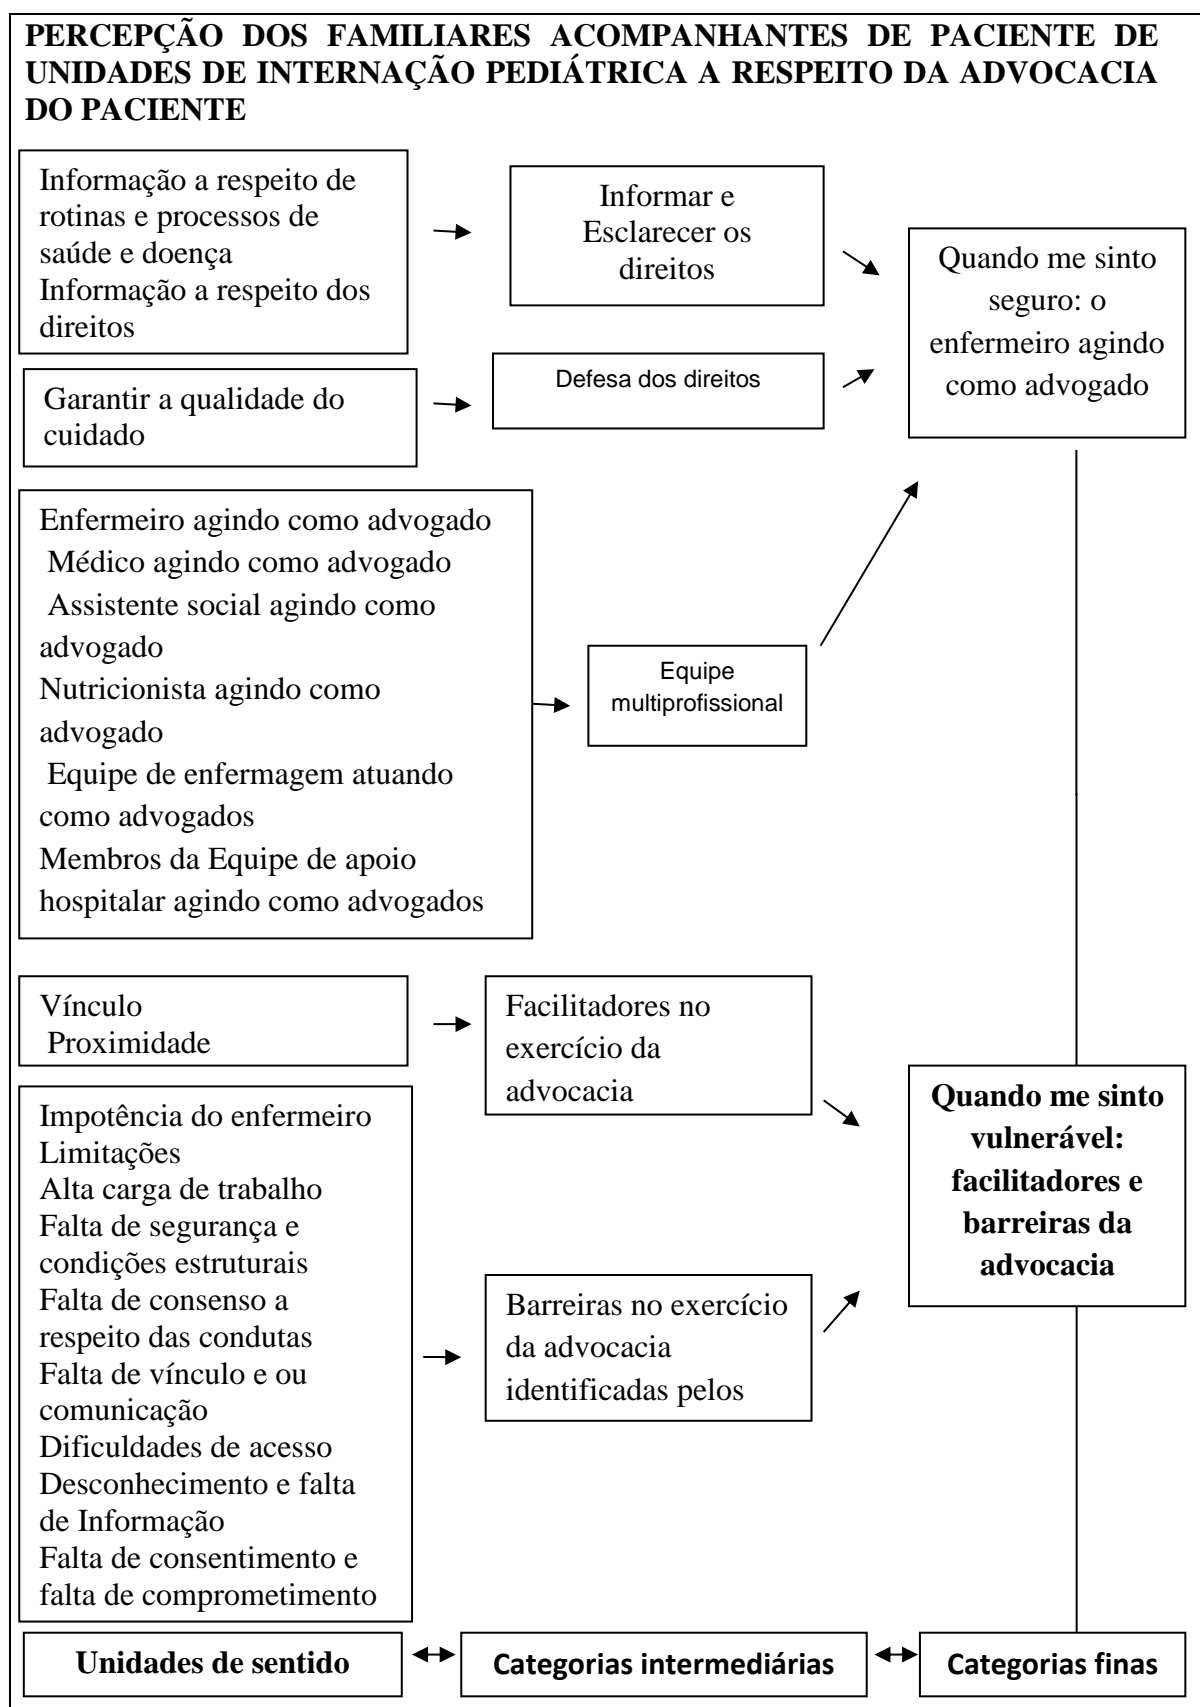 PERCEPÇÃO DOS FAMILIARES ACOMPANHANTES DE PACIENTE DE
UNIDADES DE INTERNAÇÃO PEDIÁTRICA A RESPEITO DA ADVOCACIA
DO PACIENTE
Informação a respeito de
rotinas e processos de
saúde e doença
Informação a respeito dos
direitos
Informar e
Esclarecer os
direitos
Quando me sinto
seguro: o
enfermeiro agindo
como advogado
Garantir a qualidade do
cuidado
Defesa dos direitos
Enfermeiro agindo como advogado
Médico agindo como advogado
Assistente social agindo como
advogado
Nutricionista agindo como
advogado
Equipe de enfermagem atuando
como advogados
Membros da Equipe de apoio
hospitalar agindo como advogados
Equipe
multiprofissional
Vínculo
Proximidade
Facilitadores no
exercício da
advocacia
Impotência do enfermeiro
Limitações
Alta carga de trabalho
Falta de segurança e
condições estruturais
Falta de consenso a
respeito das condutas
Falta de vínculo e ou
comunicação
Dificuldades de acesso
Desconhecimento e falta
de Informação
Falta de consentimento e
falta de comprometimento
Barreiras no exercício
da advocacia
identificadas pelos
Quando me sinto
vulnerável:
facilitadores e
barreiras da
advocacia
Unidades de sentido
Categorias intermediárias
Categorias finas